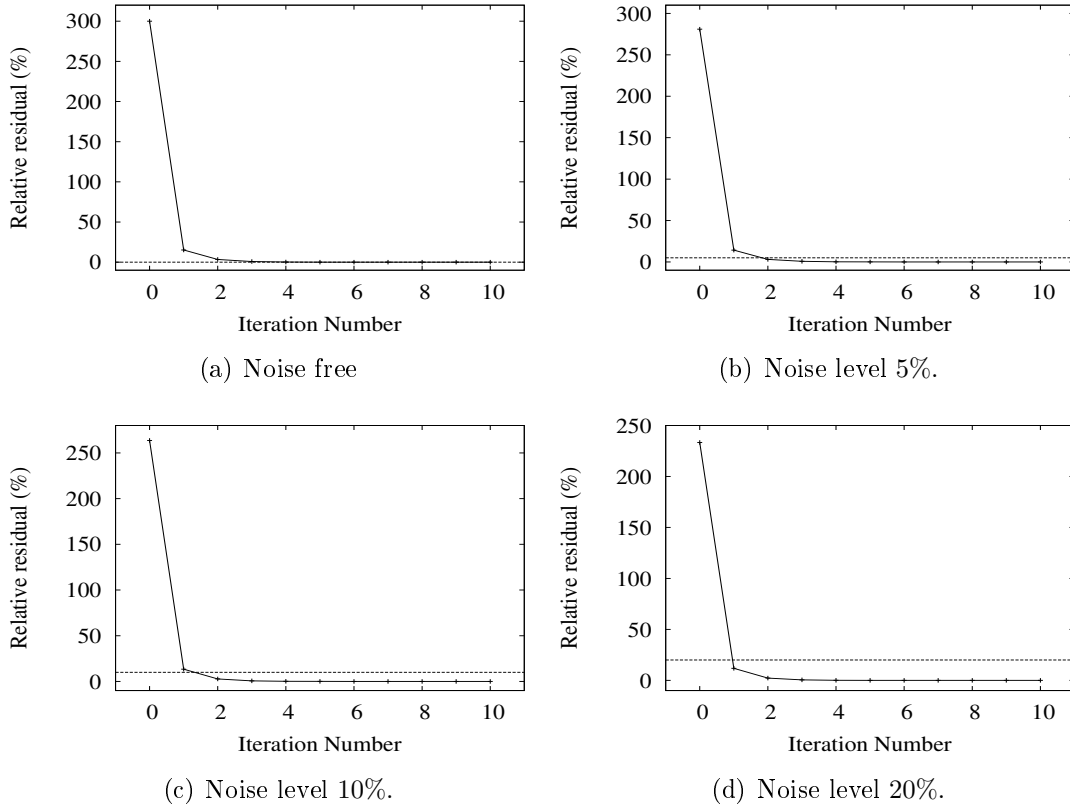 300
250
200
150
100
50
0
Relative residual (%)
0 2 4 6 8 10
Iteration Number
(a) Noise free
300
250
200
150
100
50
0
Relative residual (%)
0 2 4 6 8 10
Iteration Number
(b) Noise level 5%.
250
200
150
100
50
0
Relative residual (%)
0 2 4 6 8 10
Iteration Number
(c) Noise level 10%.
250
200
150
100
50
0
Relative residual (%)
0 2 4 6 8 10
Iteration Number
(d) Noise level 20%.